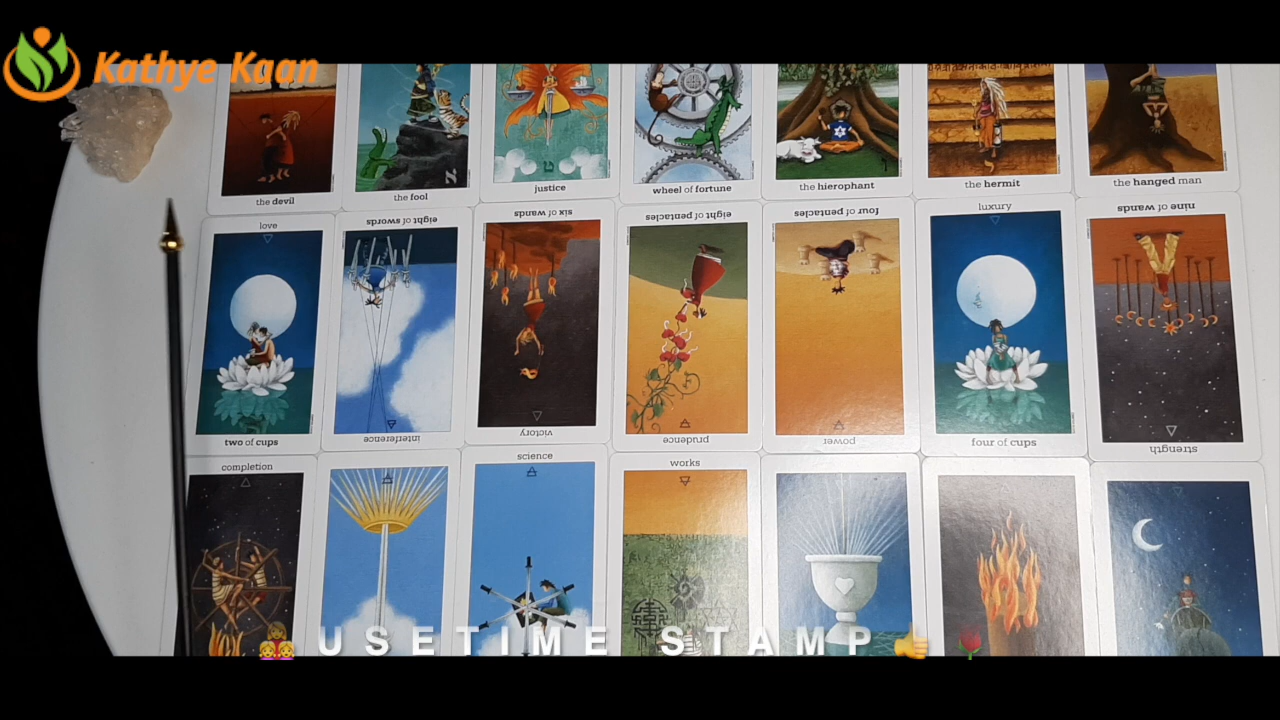 Kathye Kaan
the devil
the fool
justice
wheel of fortune
the hierophant
the hermit
the hanged man
love
eight of swords
six of wands
eight of pentacles
four of pentacles
luxury
nine of wands
two of cups
interference
victory
prudence
power
four of cups
strength
completion
science
works
USETIME STAMP